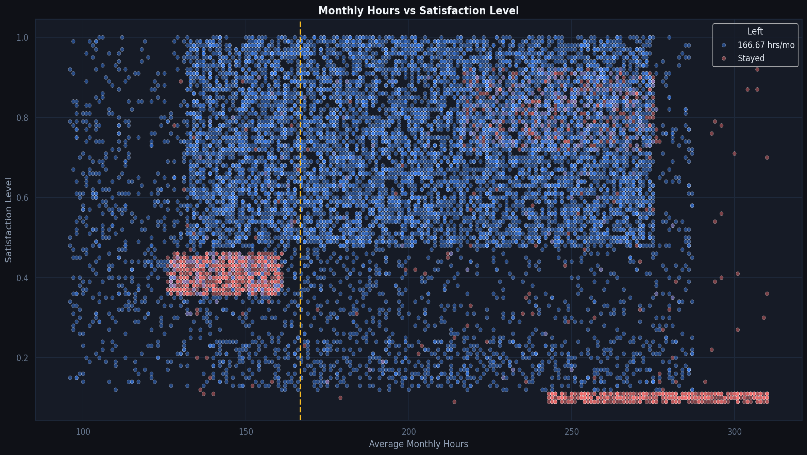 Monthly Hours vs Satisfaction Level
Left
166.67 hrs/mo
Stayed
Satisfaction Level
1.0
0.8
0.6
0.4
0.2
100
150
200
250
300
Average Monthly Hours